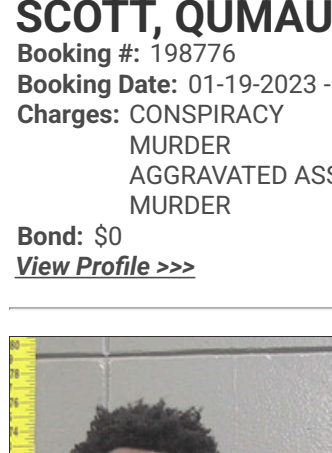 SCOTT, QUMAU
Booking #: 198776
Booking Date: 01-19-2023 -
Charges: CONSPIRACY
MURDER
AGGRAVATED ASS
MURDER
Bond: $0
View Profile >>>